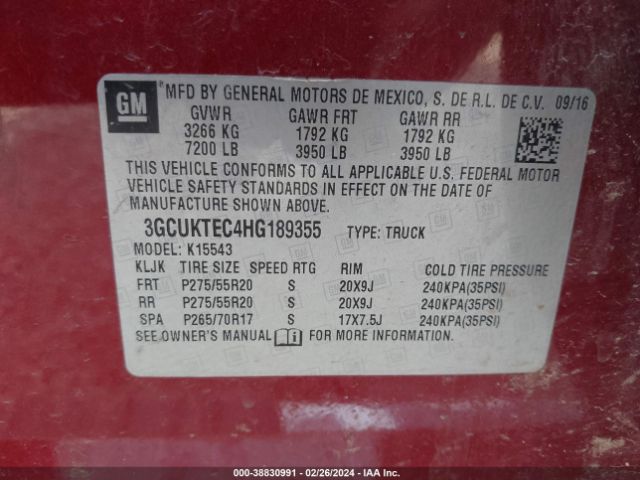 GM
*MFD BY GENERAL MOTORS DE MEXICO, S. DE R.L. DE C.V. 09/16
GVWR GAWR FRT GAWR RR
3266 KG 1792 KG 1792 KG
7200 LB 3950 LB 3950 LB
THIS VEHICLE CONFORMS TO ALL APPLICABLE U.S. FEDERAL MOTOR
VEHICLE SAFETY STANDARDS IN EFFECT ON THE DATE OF
MANUFACTURE SHOWN ABOVE.
3GCUKTEC4HG189355 TYPE: TRUCK
MODEL: K15543
KLJK TIRE SIZE SPEED RTG RIM COLD TIRE PRESSURE
FRT P275/55R20 S 20X9J 240KPA(35PSI)
RR P275/55R20 S 20X9J 240KPA(35PSI)
SPA P265/70R17 S 17X7.5J 240KPA(35PSI)
SEE OWNER'S MANUAL FOR MORE INFORMATION.
000-38830991 - 02/26/2024 - IAA Inc.